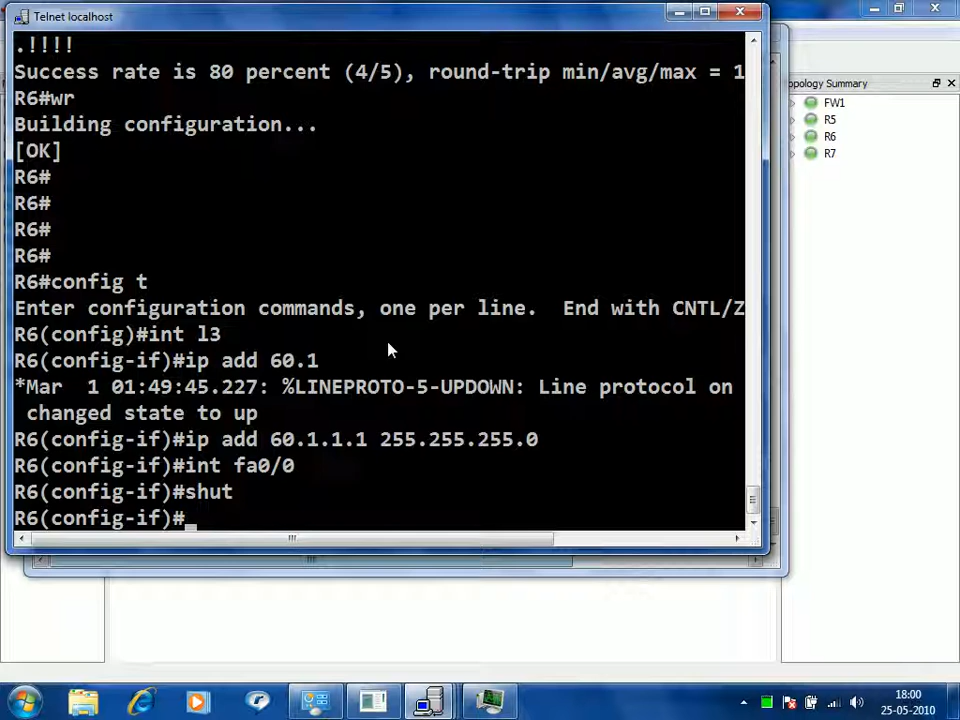 Telnet localhost
.!!!!
Success rate is 80 percent (4/5), round-trip min/avg/max = 1
R6#wr
Building configuration...
[OK]
R6#
R6#
R6#
R6#
R6#config t
Enter configuration commands, one per line.  End with CNTL/Z
R6(config)#int l3
R6(config-if)#ip add 60.1
*Mar  1 01:49:45.227: %LINEPROTO-5-UPDOWN: Line protocol on
 changed state to up
R6(config-if)#ip add 60.1.1.1 255.255.255.0
R6(config-if)#int fa0/0
R6(config-if)#shut
R6(config-if)#
opology Summary
FW1
R5
R6
R7
18:00
25-05-2010